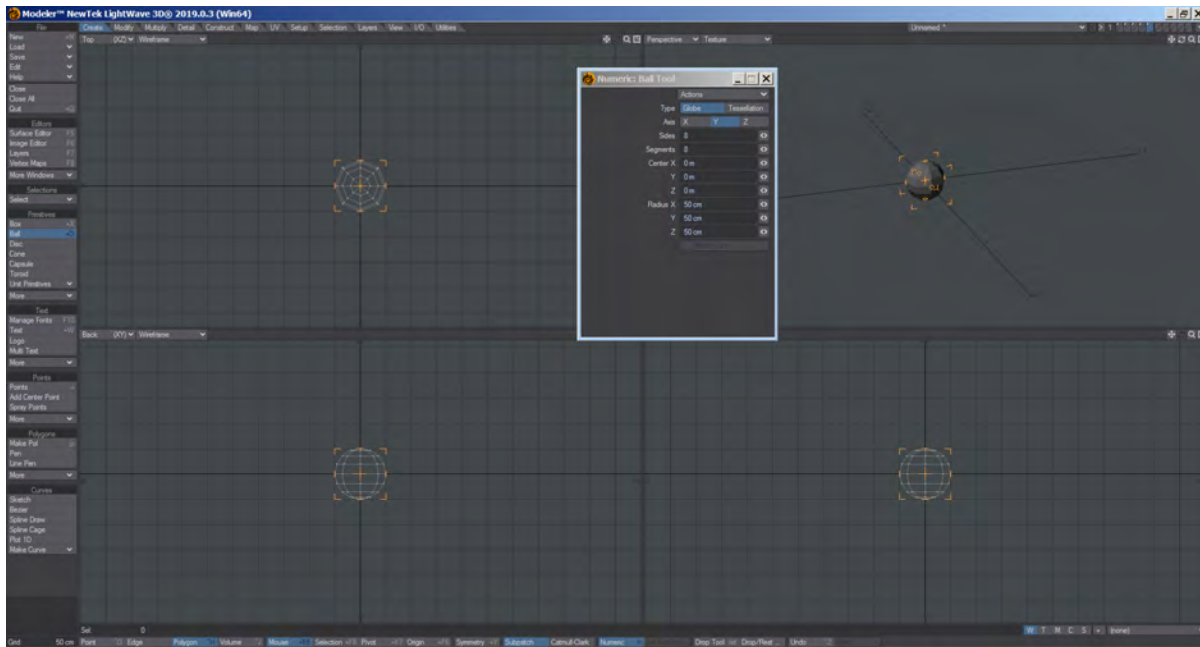 Modeler™ NewTek LightWave 3D® 2019.0.3 (Win64)
File
Create Modify Multiply Detail Construct Map UV Setup Selection Layers View I/O Utilities
Unnamed *
New
Load
Save
Edit
Help
Close
Close All
Quit
Editors
Surface Editor F5
Image Editor F6
Layers F7
Vertex Maps F8
More Windows
Selections
Select
Primitives
Box
Ball
Disc
Cone
Capsule
Toroid
Unit Primitives
More
Text
Manage Fonts F10
Text
Logo
Multi Text
More
Points
Points
Add Center Point
Spray Points
More
Polygons
Make Pol
Pen
Line Pen
More
Curves
Sketch
Bezier
Spline Draw
Spline Cage
Plot 1D
Make Curve
Top (XZ) Wireframe
Perspective Texture
Numeric: Ball Tool
Actions
Type Globe Tessellation
Axis X Y Z
Sides 8
Segments 8
Center X 0 m
Y 0 m
Z 0 m
Radius X 50 cm
Y 50 cm
Z 50 cm
Back (XY) Wireframe
Sel: 0
W T M C S (none)
Grid: 50 cm Point Edge Polygon Volume Mouse Selection Pivot Origin Symmetry Subpatch Catmull-Clark Numeric Drop Tool Drop/Rest ... Undo